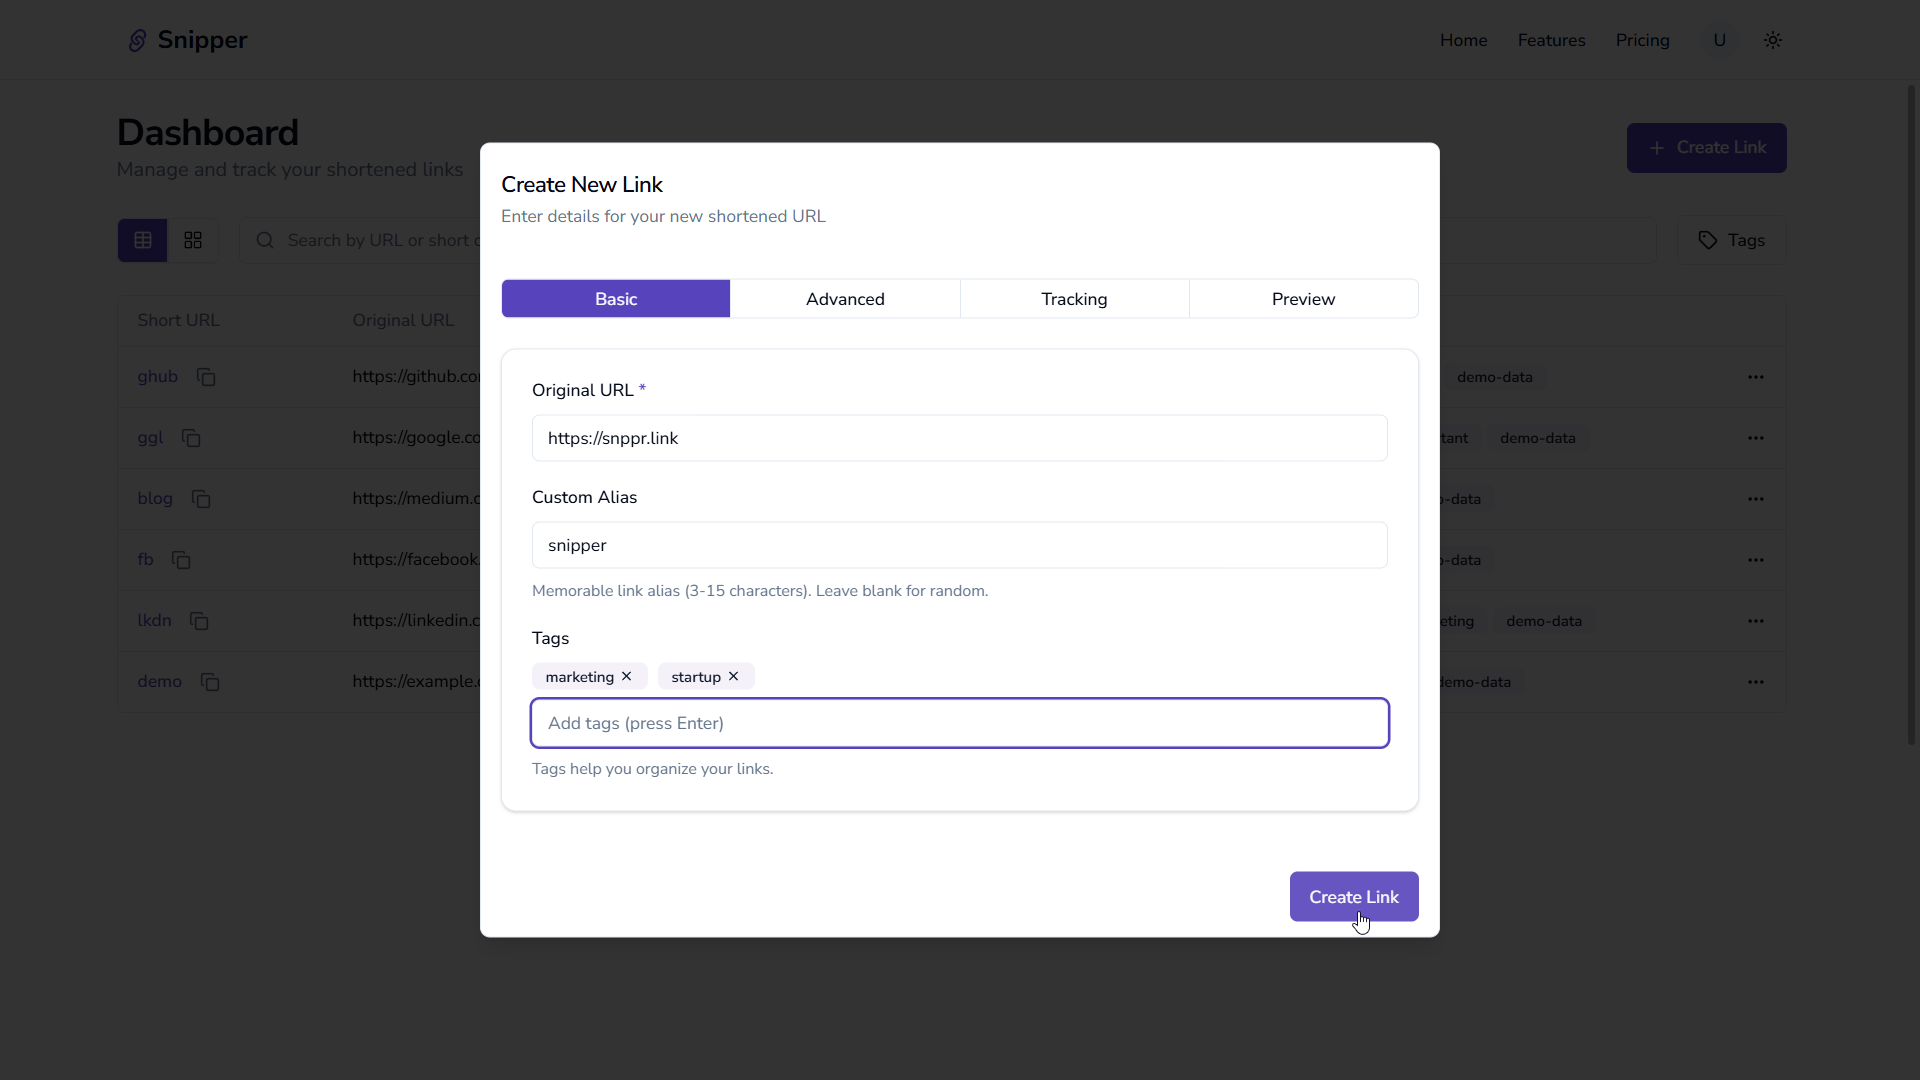 Snipper
Home Features Pricing U
Dashboard
Manage and track your shortened links
+ Create Link
Search by URL or short
Tags
Short URL Original URL
ghub https://github.co demo-data
ggl https://google.co tant demo-data
blog https://medium.c o-data
fb https://facebook. o-data
lkdn https://linkedin.c eting demo-data
demo https://example. demo-data
Create New Link
Enter details for your new shortened URL
Basic Advanced Tracking Preview
Original URL *
https://snppr.link
Custom Alias
snipper
Memorable link alias (3-15 characters). Leave blank for random.
Tags
marketing ✕ startup ✕
Add tags (press Enter)
Tags help you organize your links.
Create Link